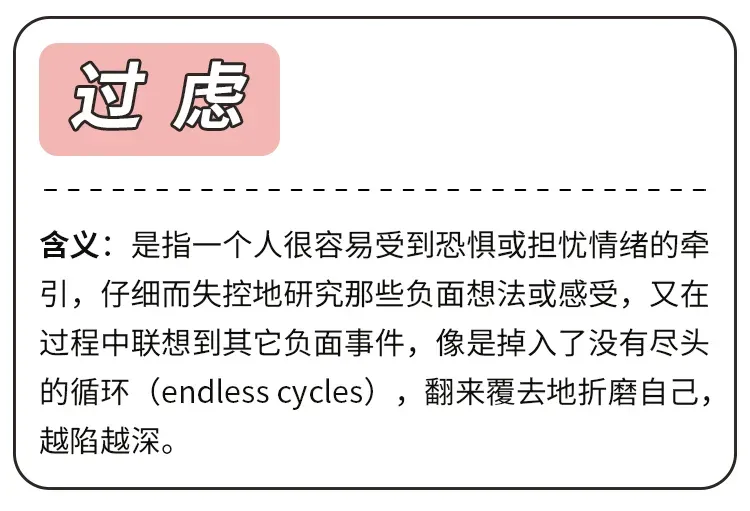 过虑
含义：是指一个人很容易受到恐惧或担忧情绪的牵
引，仔细而失控地研究那些负面想法或感受，又在
过程中联想到其它负面事件，像是掉入了没有尽头
的循环（endless cycles），翻来覆去地折磨自己，
越陷越深。